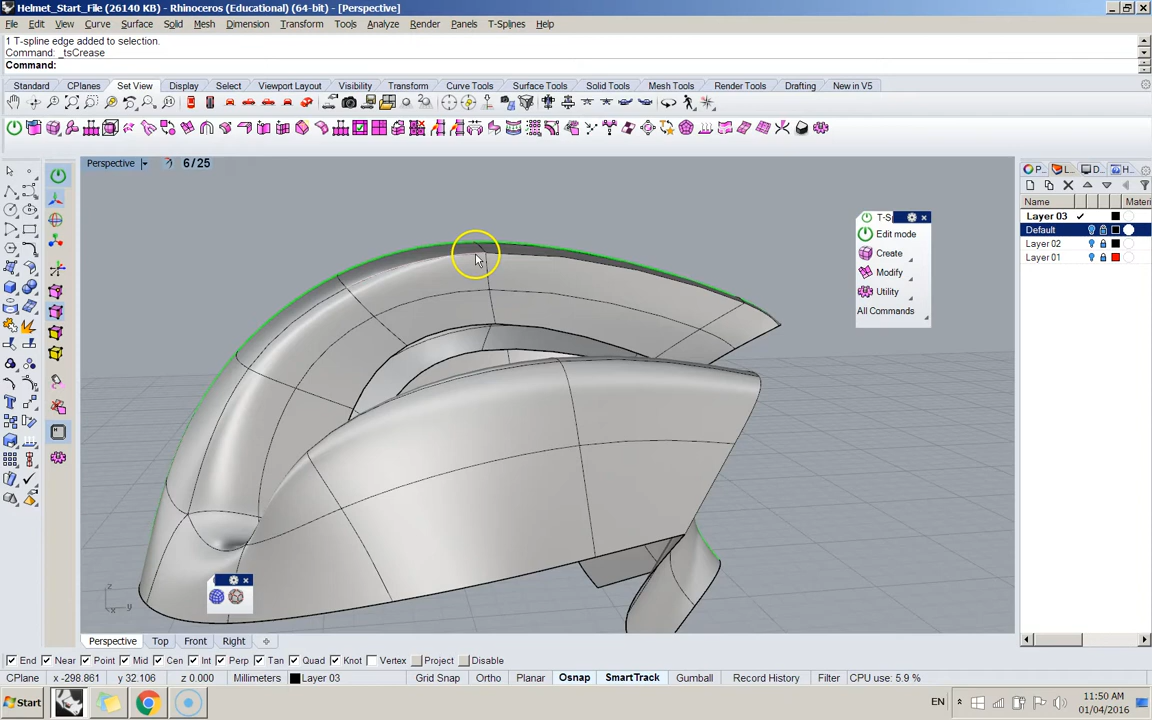 Helmet_Start_File (26140 KB) - Rhinoceros (Educational) (64-bit) - [Perspective]
File Edit View Curve Surface Solid Mesh Dimension Transform Tools Analyze Render Panels T-Splines Help
1 T-spline edge added to selection.
Command: _tsCrease
Command:
Standard CPlanes Set View Display Select Viewport Layout Visibility Transform Curve Tools Surface Tools Solid Tools Mesh Tools Render Tools Drafting New in V5
Perspective 6/25
P... L... D... H...
Name Materi
Layer 03
Default
Layer 02
Layer 01
T-S
Edit mode
Create
Modify
Utility
All Commands
z
x y
Perspective Top Front Right
End Near Point Mid Cen Int Perp Tan Quad Knot Vertex Project Disable
CPlane x -298.861 y 32.106 z 0.000 Millimeters Layer 03 Grid Snap Ortho Planar Osnap SmartTrack Gumball Record History Filter CPU use: 5.9 %
Start EN 11:50 AM
01/04/2016